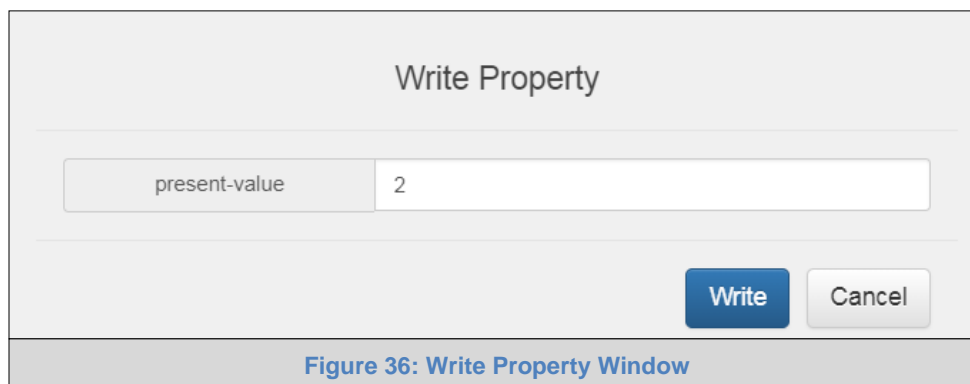 Write Property
present-value 2
Write Cancel
Figure 36: Write Property Window